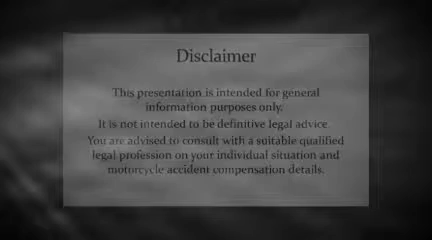 Disclaimer
This presentation is intended for general
information purposes only.
It is not intended to be definitive legal advice.
You are advised to consult with a suitable qualified
legal profession on your individual situation and
motorcycle accident compensation details.